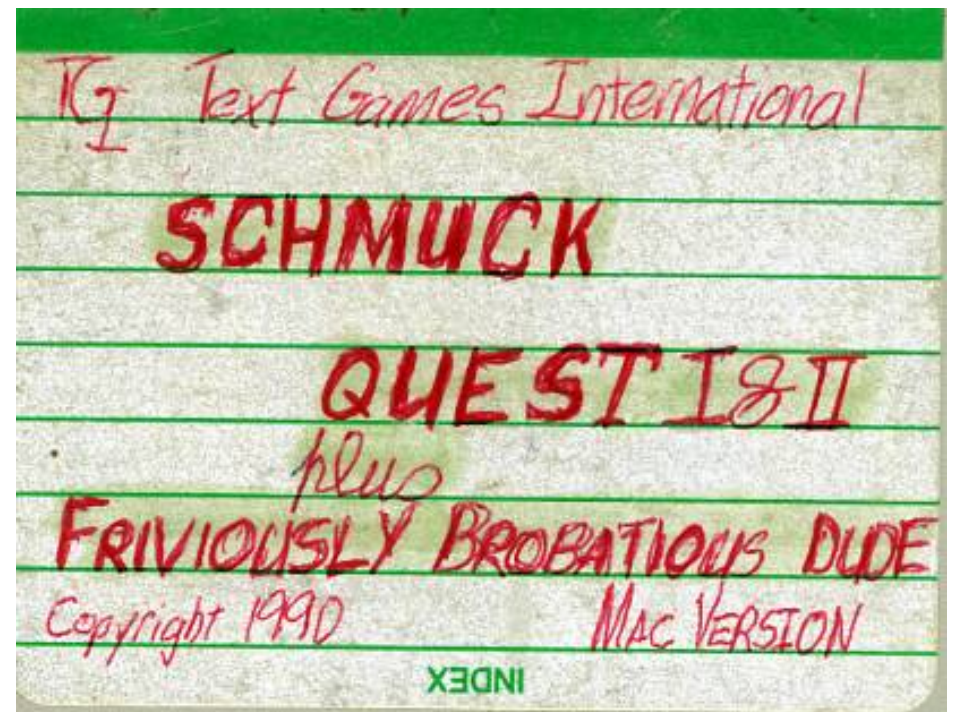 TGI Text Games International
SCHMUCK
QUEST I & II
plus
FRIVIOUSLY BROBATIOUS DUDE
Copyright 1990 MAC VERSION
INDEX